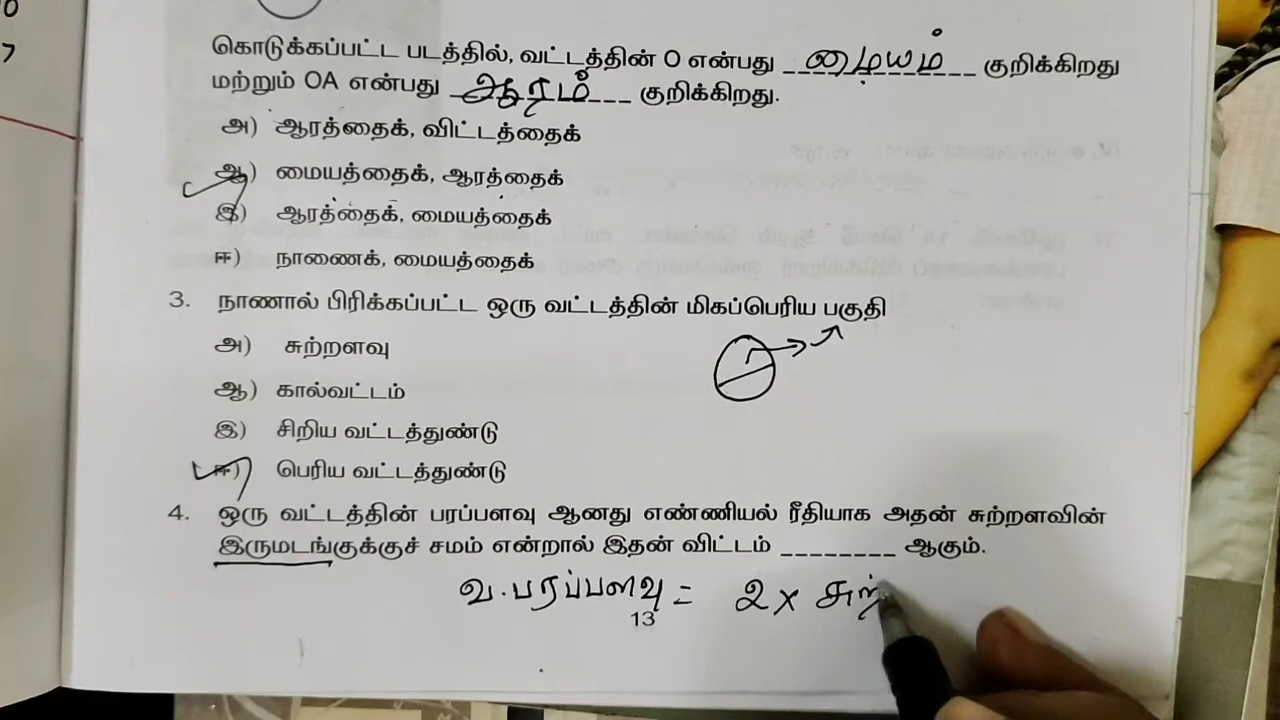 கொடுக்கப்பட்ட படத்தில், வட்டத்தின் O என்பது மையம் குறிக்கிறது
மற்றும் OA என்பது ஆரம் குறிக்கிறது.
அ) ஆரத்தைக், விட்டத்தைக்
ஆ) மையத்தைக், ஆரத்தைக்
இ) ஆரத்தைக், மையத்தைக்
ஈ) நாணைக், மையத்தைக்
3. நாணால் பிரிக்கப்பட்ட ஒரு வட்டத்தின் மிகப்பெரிய பகுதி
அ) சுற்றளவு
ஆ) கால்வட்டம்
இ) சிறிய வட்டத்துண்டு
ஈ) பெரிய வட்டத்துண்டு
4. ஒரு வட்டத்தின் பரப்பளவு ஆனது எண்ணியல் ரீதியாக அதன் சுற்றளவின்
இருமடங்குக்குச் சமம் என்றால் இதன் விட்டம் ________ ஆகும்.
வ. பரப்பளவு = 2 x சுற்
13